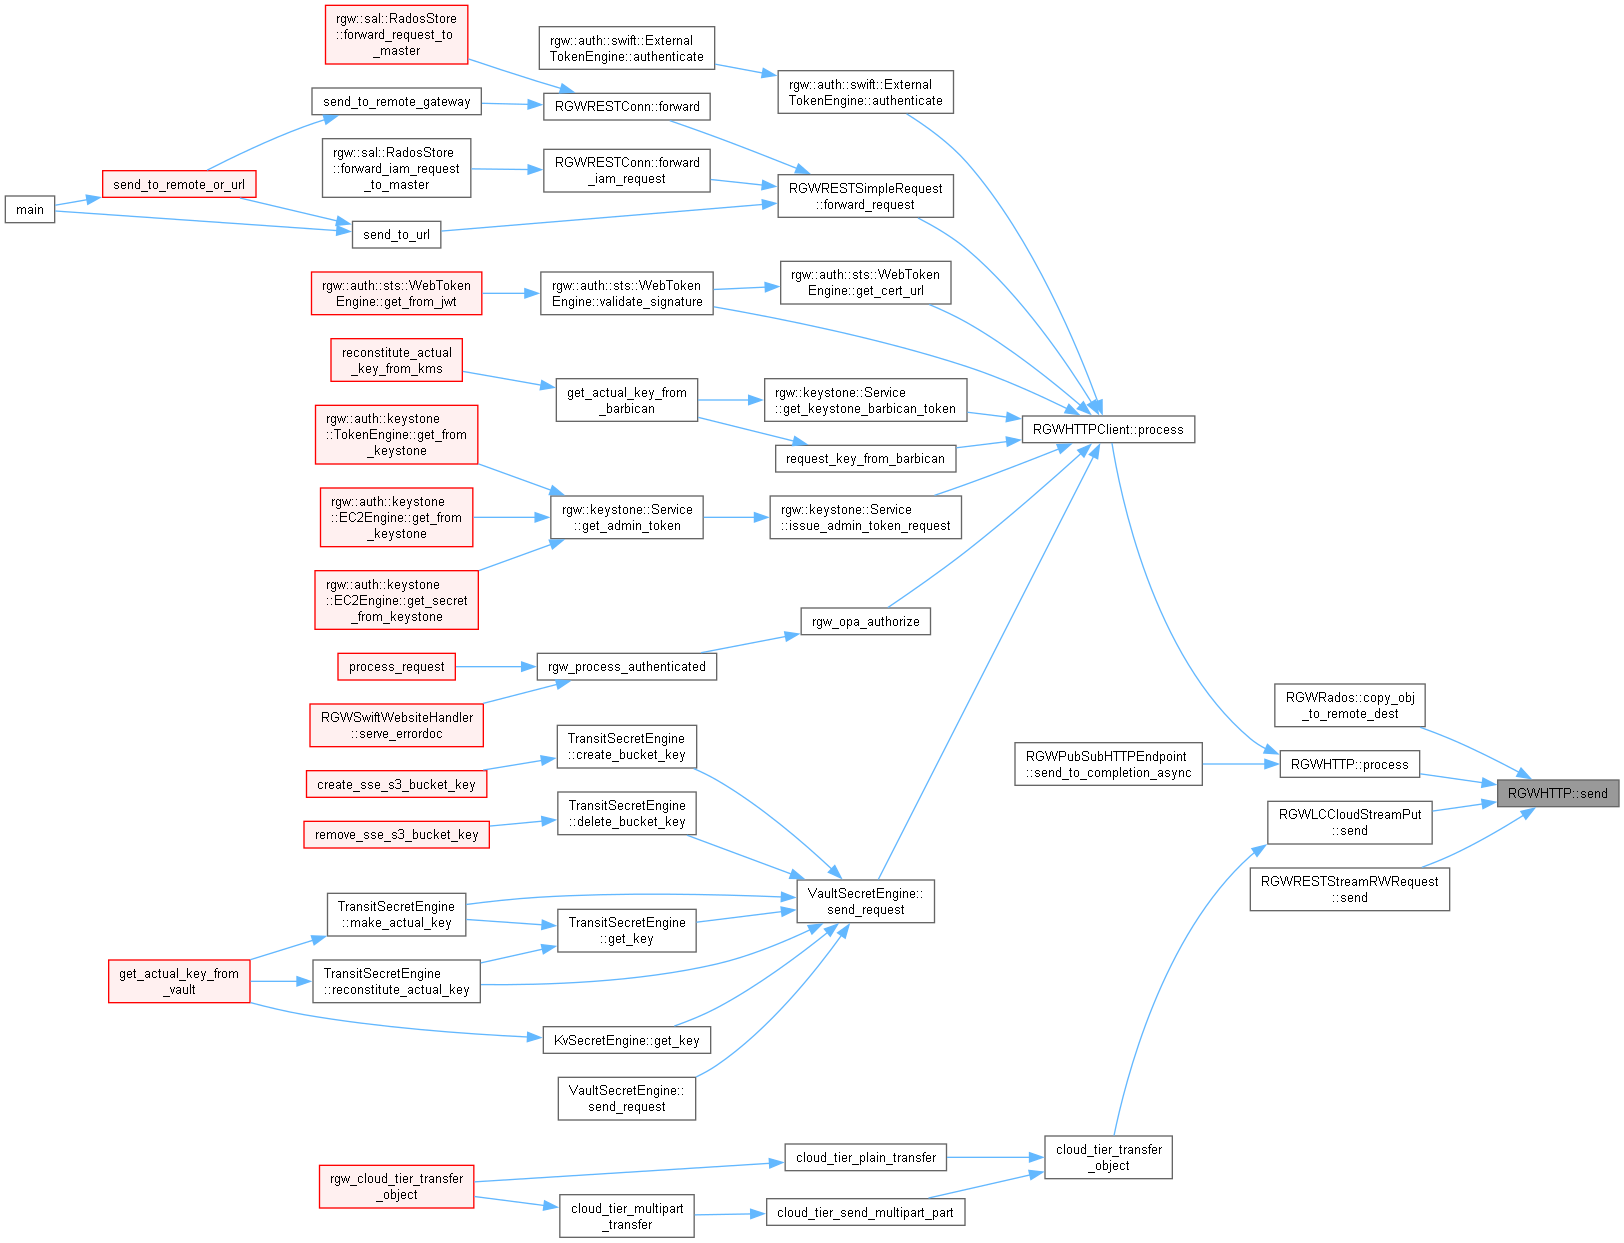 rgw::sal::RadosStore
::forward_request_to
_master
rgw::auth::swift::External
TokenEngine::authenticate
rgw::auth::swift::External
TokenEngine::authenticate
send_to_remote_gateway
RGWRESTConn::forward
rgw::sal::RadosStore
::forward_iam_request
_to_master
RGWRESTConn::forward
_iam_request
RGWRESTSimpleRequest
::forward_request
send_to_remote_or_url
main
send_to_url
rgw::auth::sts::WebToken
Engine::get_from_jwt
rgw::auth::sts::WebToken
Engine::validate_signature
rgw::auth::sts::WebToken
Engine::get_cert_url
reconstitute_actual
_key_from_kms
get_actual_key_from
_barbican
rgw::keystone::Service
::get_keystone_barbican_token
RGWHTTPClient::process
rgw::auth::keystone
::TokenEngine::get_from
_keystone
request_key_from_barbican
rgw::auth::keystone
::EC2Engine::get_from
_keystone
rgw::keystone::Service
::get_admin_token
rgw::keystone::Service
::issue_admin_token_request
rgw::auth::keystone
::EC2Engine::get_secret
_from_keystone
rgw_opa_authorize
process_request
rgw_process_authenticated
RGWSwiftWebsiteHandler
::serve_errordoc
RGWRados::copy_obj
_to_remote_dest
TransitSecretEngine
::create_bucket_key
RGWPubSubHTTPEndpoint
::send_to_completion_async
RGWHTTP::process
create_sse_s3_bucket_key
RGWHTTP::send
TransitSecretEngine
::delete_bucket_key
RGWLCCloudStreamPut
::send
remove_sse_s3_bucket_key
RGWRESTStreamRWRequest
::send
VaultSecretEngine::
send_request
TransitSecretEngine
::make_actual_key
TransitSecretEngine
::get_key
get_actual_key_from
_vault
TransitSecretEngine
::reconstitute_actual_key
KvSecretEngine::get_key
VaultSecretEngine::
send_request
cloud_tier_plain_transfer
cloud_tier_transfer
_object
rgw_cloud_tier_transfer
_object
cloud_tier_multipart
_transfer
cloud_tier_send_multipart_part